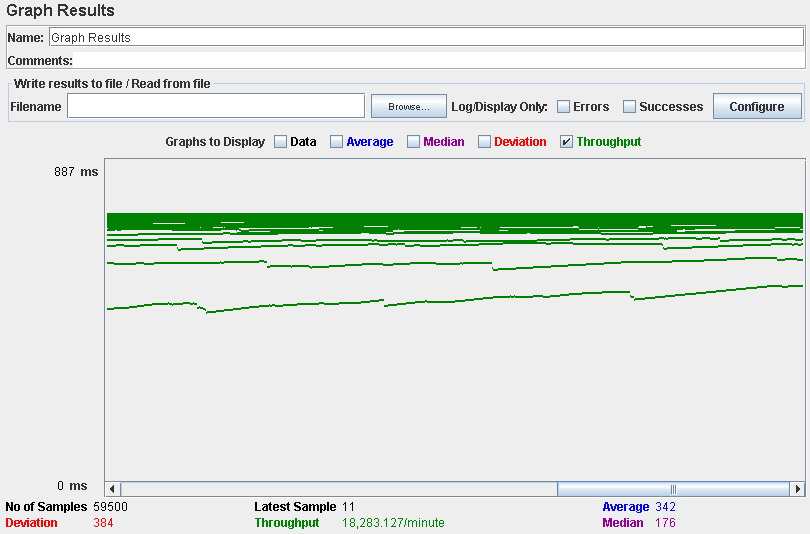 Graph Results
Name: Graph Results
Comments:
Write results to file / Read from file
Filename Browse... Log/Display Only: Errors Successes Configure
Graphs to Display Data Average Median Deviation Throughput
887 ms
0 ms
No of Samples 59500 Latest Sample 11 Average 342
Deviation 384 Throughput 18,283.127/minute Median 176